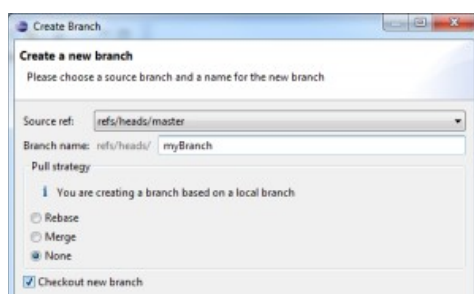 Create Branch
Create a new branch
Please choose a source branch and a name for the new branch
Source ref: refs/heads/master
Branch name: refs/heads/ myBranch
Pull strategy
i You are creating a branch based on a local branch
Rebase
Merge
None
Checkout new branch